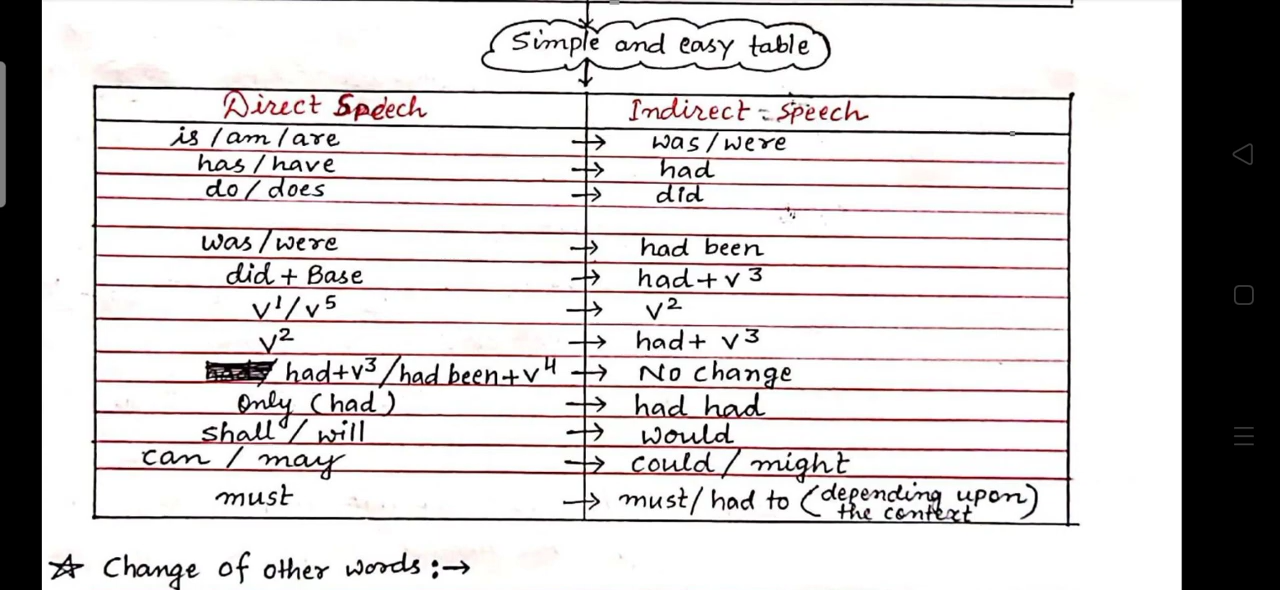 Simple and easy table
Direct Speech Indirect - Speech
is / am / are → was / were
has / have → had
do / does → did
was / were → had been
did + Base → had + v³
v¹ / v⁵ → v²
v² → had + v³
had + v³ / had been + v⁴ → No change
only (had) → had had
shall / will → would
can / may → could / might
must → must / had to (depending upon
the context)
☆ Change of other words :→